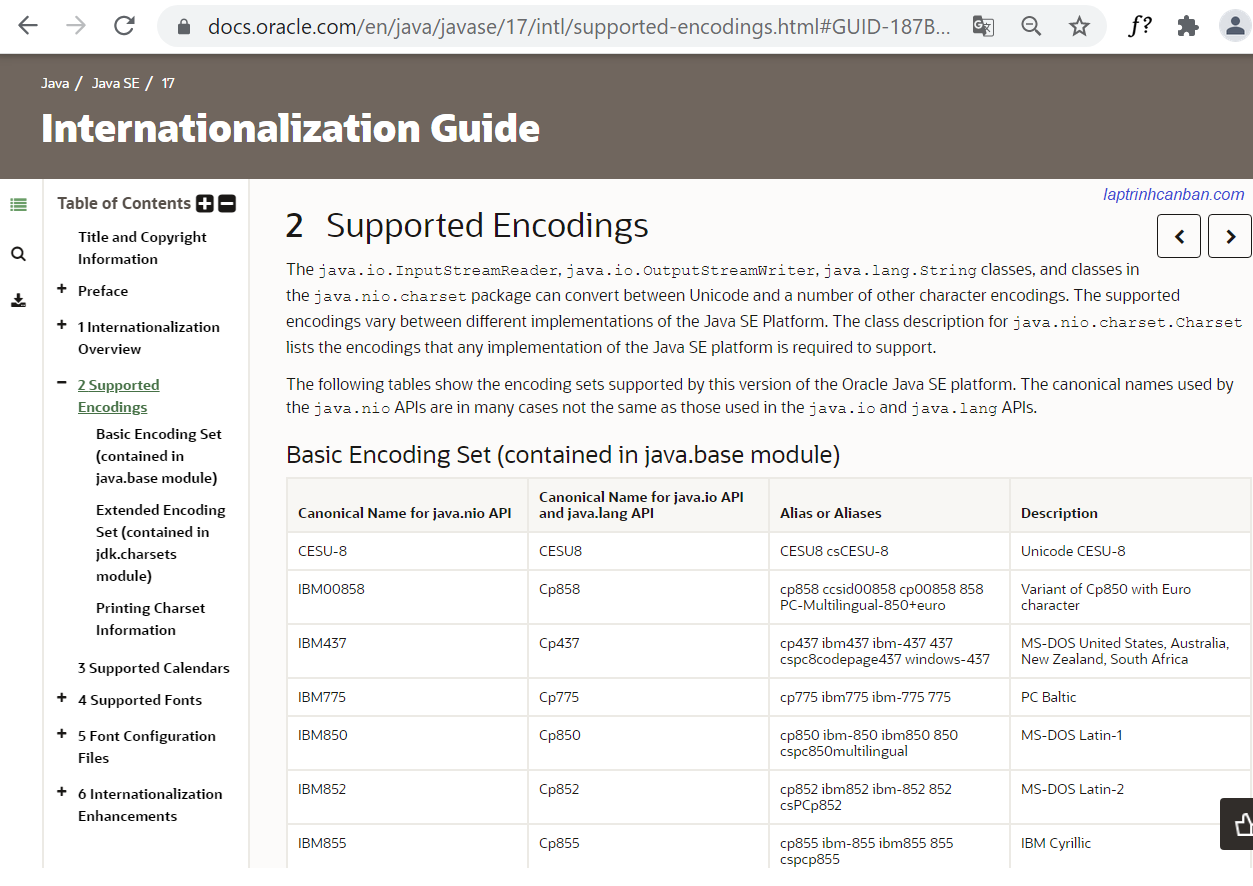 docs.oracle.com/en/java/javase/17/intl/supported-encodings.html#GUID-187B...
f?
Java / Java SE / 17
Internationalization Guide
laptrinhcanban.com
Table of Contents
Title and Copyright
Information
+ Preface
+ 1 Internationalization
Overview
− 2 Supported
Encodings
Basic Encoding Set
(contained in
java.base module)
Extended Encoding
Set (contained in
jdk.charsets
module)
Printing Charset
Information
3 Supported Calendars
+ 4 Supported Fonts
+ 5 Font Configuration
Files
+ 6 Internationalization
Enhancements
2 Supported Encodings
The java.io.InputStreamReader, java.io.OutputStreamWriter, java.lang.String classes, and classes in
the java.nio.charset package can convert between Unicode and a number of other character encodings. The supported
encodings vary between different implementations of the Java SE Platform. The class description for java.nio.charset.Charset
lists the encodings that any implementation of the Java SE platform is required to support.
The following tables show the encoding sets supported by this version of the Oracle Java SE platform. The canonical names used by
the java.nio APIs are in many cases not the same as those used in the java.io and java.lang APIs.
Basic Encoding Set (contained in java.base module)
Canonical Name for java.nio API
Canonical Name for java.io API
and java.lang API
Alias or Aliases
Description
CESU-8
CESU8
CESU8 csCESU-8
Unicode CESU-8
IBM00858
Cp858
cp858 ccsid00858 cp00858 858
PC-Multilingual-850+euro
Variant of Cp850 with Euro
character
IBM437
Cp437
cp437 ibm437 ibm-437 437
cspc8codepage437 windows-437
MS-DOS United States, Australia,
New Zealand, South Africa
IBM775
Cp775
cp775 ibm775 ibm-775 775
PC Baltic
IBM850
Cp850
cp850 ibm-850 ibm850 850
cspc850multilingual
MS-DOS Latin-1
IBM852
Cp852
cp852 ibm852 ibm-852 852
csPCp852
MS-DOS Latin-2
IBM855
Cp855
cp855 ibm-855 ibm855 855
cspcp855
IBM Cyrillic